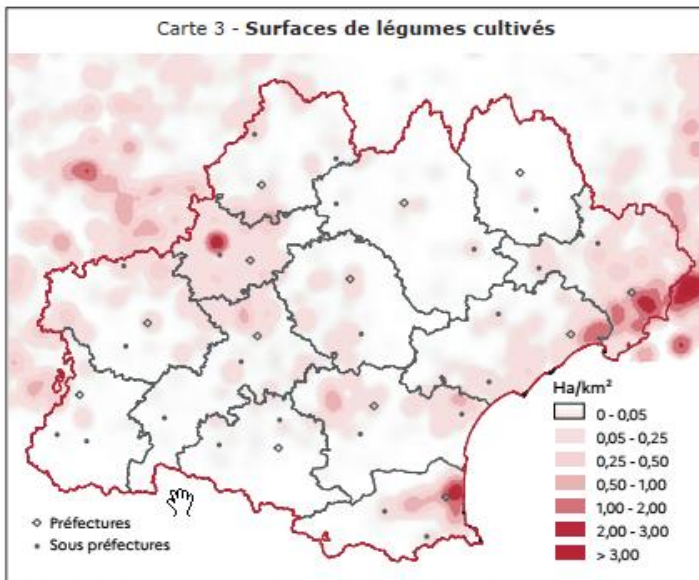 Carte 3 - Surfaces de légumes cultivés
Ha/km²
0 - 0,05
0,05 - 0,25
0,25 - 0,50
0,50 - 1,00
1,00 - 2,00
2,00 - 3,00
> 3,00
Préfectures
Sous préfectures